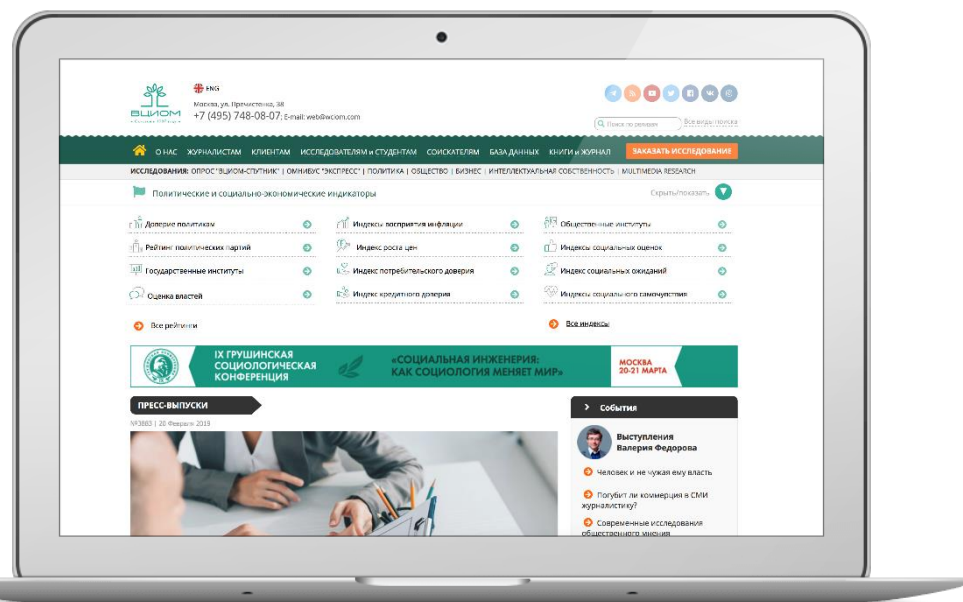 ENG
Москва, ул. Пречистенка, 38
ВЦИОМ
+7 (495) 748-08-07; E-mail: web@wciom.com
Поиск по разделам
Все виды поиска
О НАС ЖУРНАЛИСТАМ КЛИЕНТАМ ИССЛЕДОВАТЕЛЯМ и СТУДЕНТАМ СОИСКАТЕЛЯМ БАЗА ДАННЫХ КНИГИ и ЖУРНАЛ ЗАКАЗАТЬ ИССЛЕДОВАНИЕ
ИССЛЕДОВАНИЯ: ОПРОС "ВЦИОМ-СПУТНИК" | ОМНИБУС "ЭКСПРЕСС" | ПОЛИТИКА | ОБЩЕСТВО | БИЗНЕС | ИНТЕЛЛЕКТУАЛЬНАЯ СОБСТВЕННОСТЬ | MULTIMEDIA RESEARCH
Политические и социально-экономические индикаторы Скрыть/показать
Доверие политикам Индексы восприятия инфляции Общественные институты
Рейтинг политических партий Индекс роста цен Индексы социальных оценок
Государственные институты Индекс потребительского доверия Индекс социальных ожиданий
Оценка властей Индекс кредитного доверия Индексы социального самочувствия
Все рейтинги Все индексы
IX ГРУШИНСКАЯ
СОЦИОЛОГИЧЕСКАЯ
КОНФЕРЕНЦИЯ
«СОЦИАЛЬНАЯ ИНЖЕНЕРИЯ:
КАК СОЦИОЛОГИЯ МЕНЯЕТ МИР»
МОСКВА
20-21 МАРТА
ПРЕСС-ВЫПУСКИ
№3883 | 20 Февраля 2019
События
Выступления
Валерия Федорова
Человек и не чужая ему власть
Погубит ли коммерция в СМИ
журналистику?
Современные исследования
общественного мнения